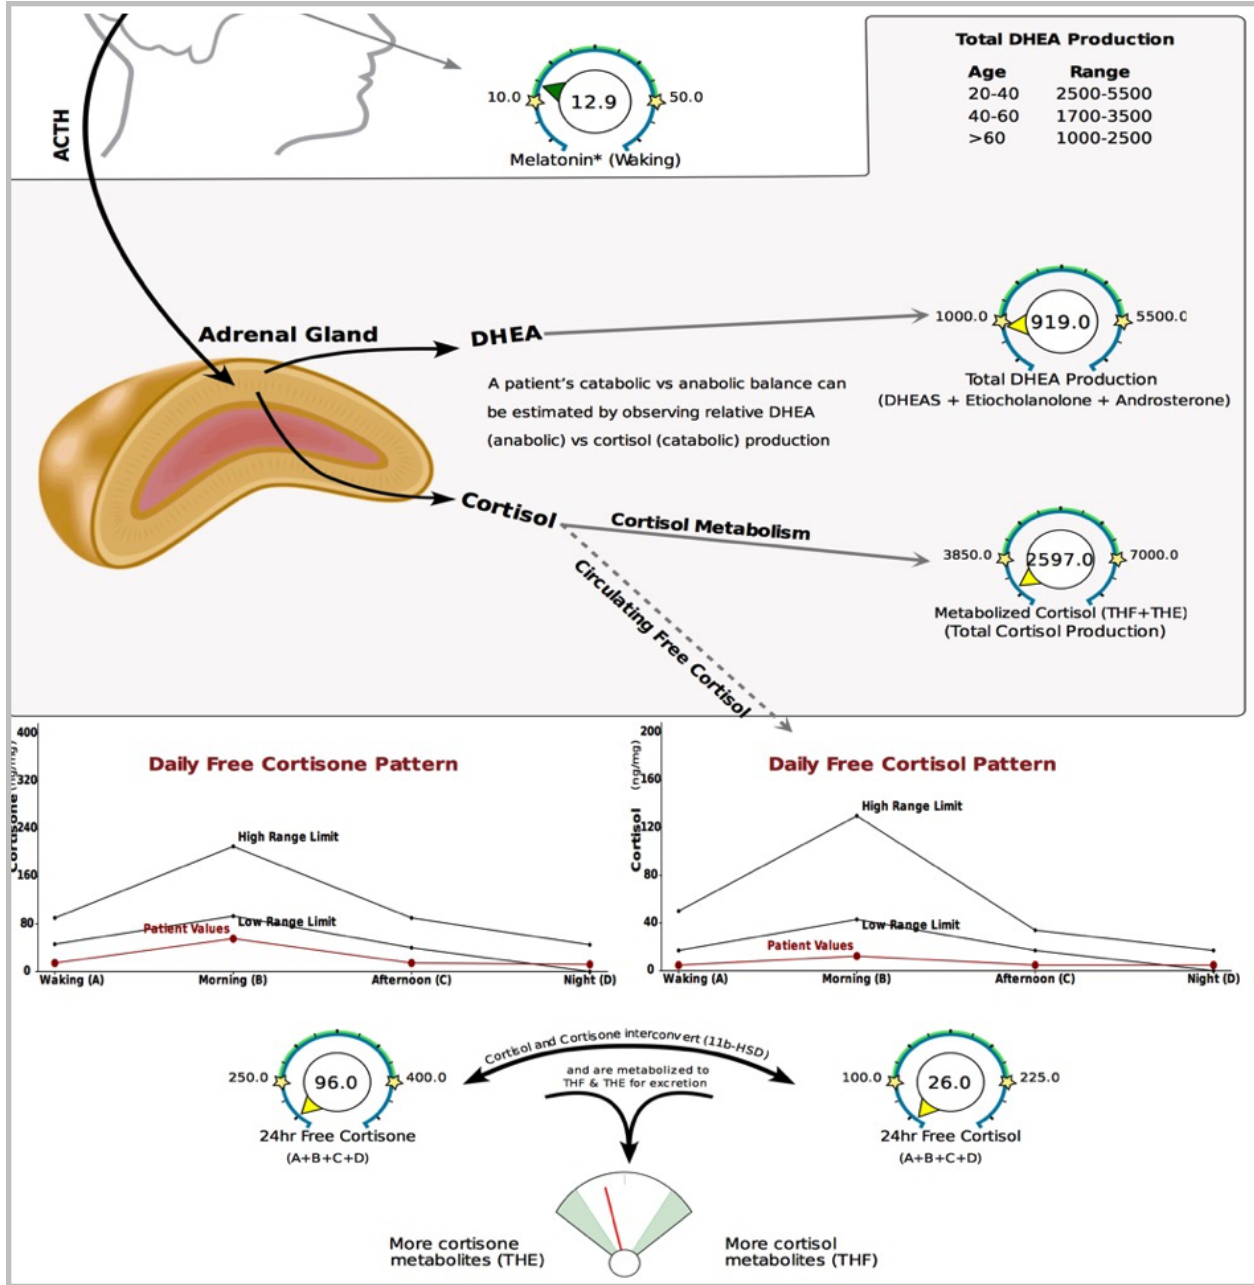 ACTH
10.0
12.9
50.0
Melatonin* (Waking)
Total DHEA Production
Age Range
20-40 2500-5500
40-60 1700-3500
>60 1000-2500
Adrenal Gland
DHEA
1000.0
919.0
5500.0
Total DHEA Production
(DHEAS + Etiocholanolone + Androsterone)
A patient's catabolic vs anabolic balance can
be estimated by observing relative DHEA
(anabolic) vs cortisol (catabolic) production
Cortisol
Cortisol Metabolism
Circulating Free Cortisol
3850.0
2597.0
7000.0
Metabolized Cortisol (THF+THE)
(Total Cortisol Production)
Daily Free Cortisone Pattern
Cortisone (ng/mg)
400
320
240
160
80
0
High Range Limit
Low Range Limit
Patient Values
Waking (A) Morning (B) Afternoon (C) Night (D)
Daily Free Cortisol Pattern
Cortisol (ng/mg)
200
160
120
80
40
0
High Range Limit
Low Range Limit
Patient Values
Waking (A) Morning (B) Afternoon (C) Night (D)
250.0
96.0
400.0
24hr Free Cortisone
(A+B+C+D)
Cortisol and Cortisone interconvert (11b-HSD)
and are metabolized to
THF & THE for excretion
100.0
26.0
225.0
24hr Free Cortisol
(A+B+C+D)
More cortisone
metabolites (THE)
More cortisol
metabolites (THF)